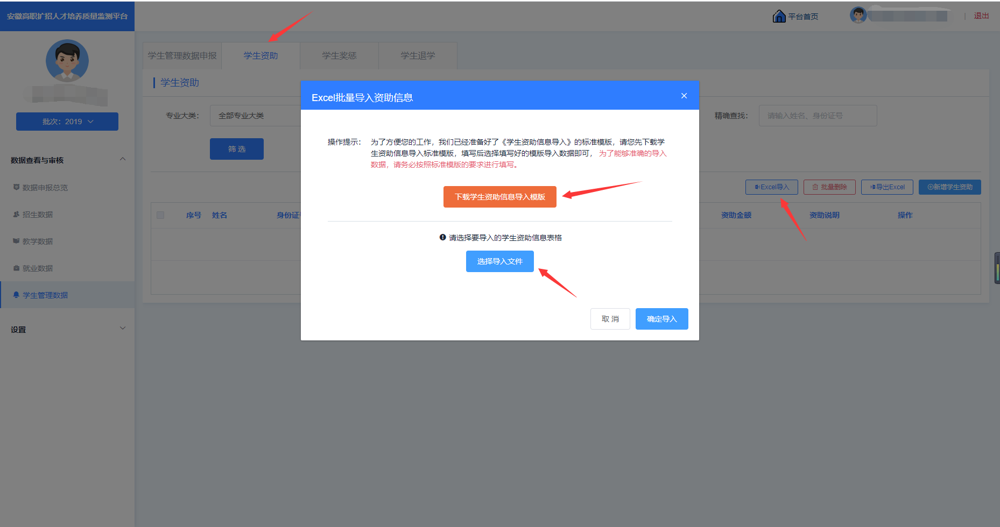 安徽高职扩招人才培养质量监测平台
平台首页
退出
批次：2019
数据查看与审核
数据申报总览
招生数据
教学数据
就业数据
学生管理数据
设置
学生管理数据申报
学生资助
学生奖惩
学生退学
学生资助
专业大类：
全部专业大类
精确查找：
请输入姓名、身份证号
筛 选
Excel导入
批量删除
导出Excel
新增学生资助
序号
姓名
身份证
资助金额
资助说明
操作
Excel批量导入资助信息
操作提示：
为了方便您的工作，我们已经准备好了《学生资助信息导入》的标准模版，请您先下载学
生资助信息导入标准模版，填写后选择填写好的模版导入数据即可， 为了能够准确的导入
数据，请务必按照标准模版的要求进行填写。
下载学生资助信息导入模版
请选择要导入的学生资助信息表格
选择导入文件
取 消
确定导入